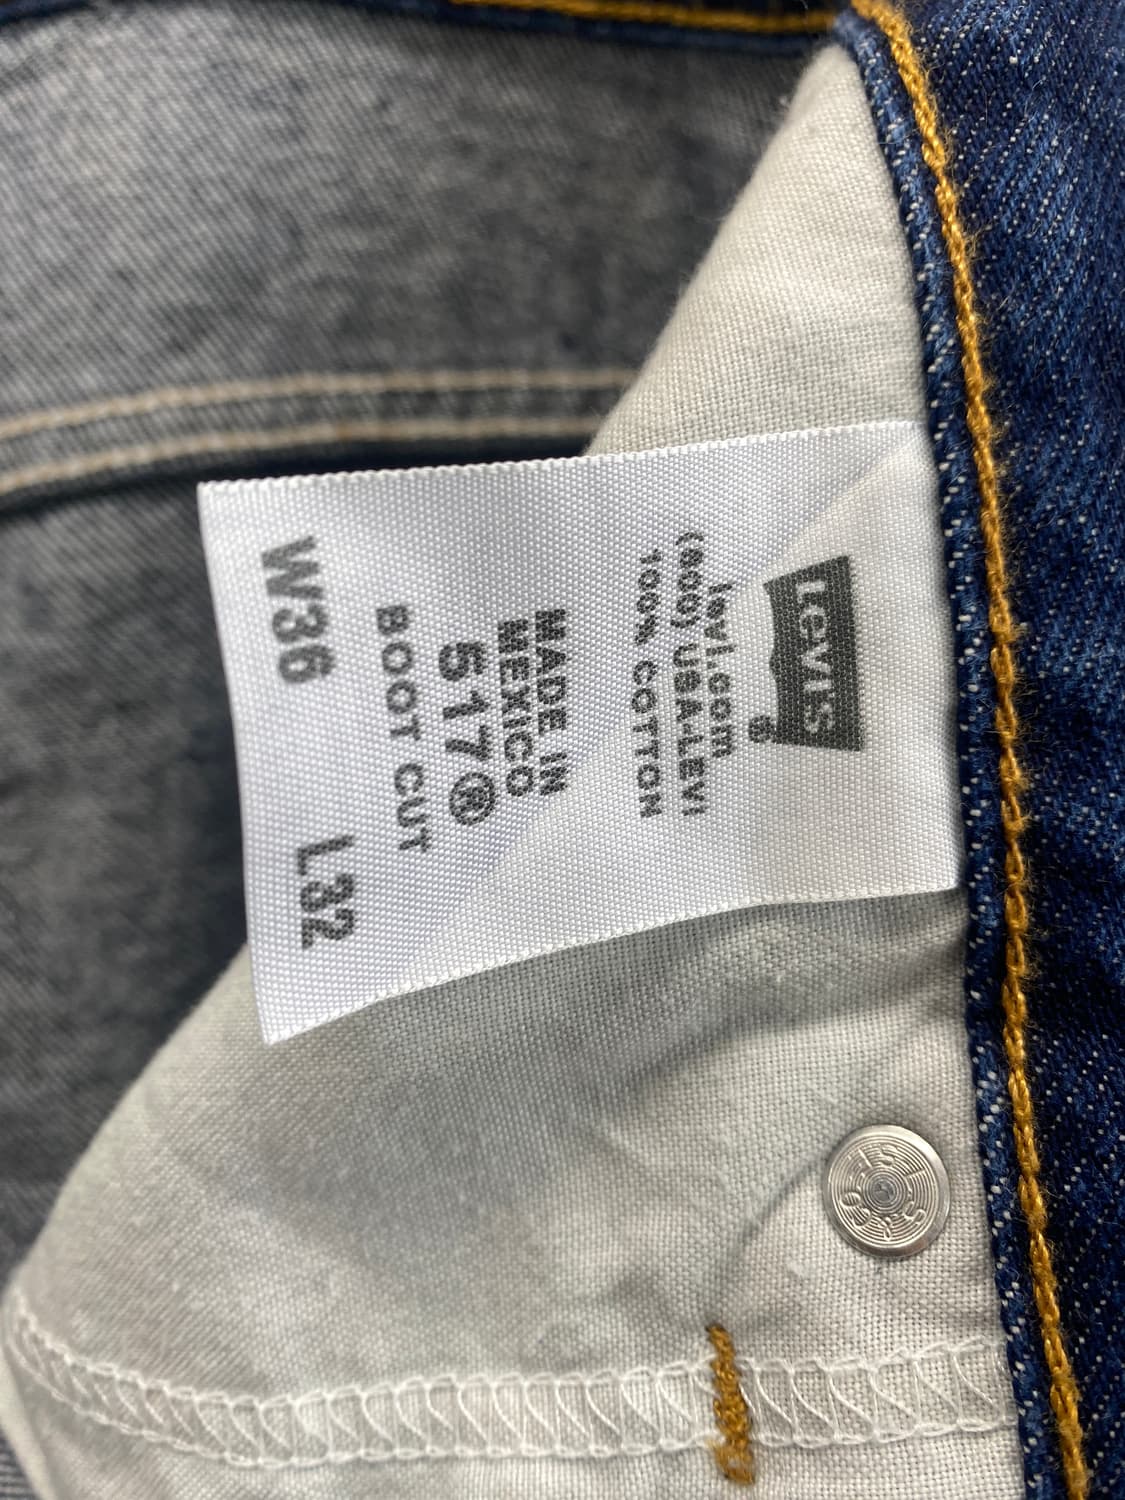 Levi's
®
levi.com
(800) USA-LEVI
100% COTTON
MADE IN
MEXICO
517®
BOOT CUT
W36 L32